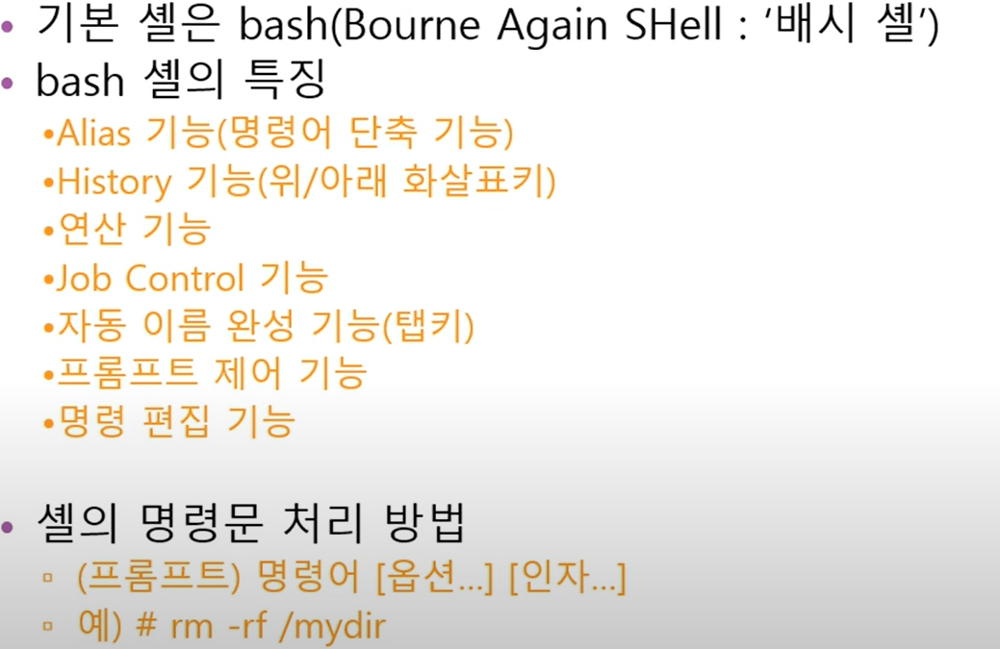 • 기본 셸은 bash(Bourne Again SHell : ‘배시 셸’)
• bash 셸의 특징
•Alias 기능(명령어 단축 기능)
•History 기능(위/아래 화살표키)
•연산 기능
•Job Control 기능
•자동 이름 완성 기능(탭키)
•프롬프트 제어 기능
•명령 편집 기능
• 셸의 명령문 처리 방법
▫ (프롬프트) 명령어 [옵션...] [인자...]
▫ 예) # rm -rf /mydir